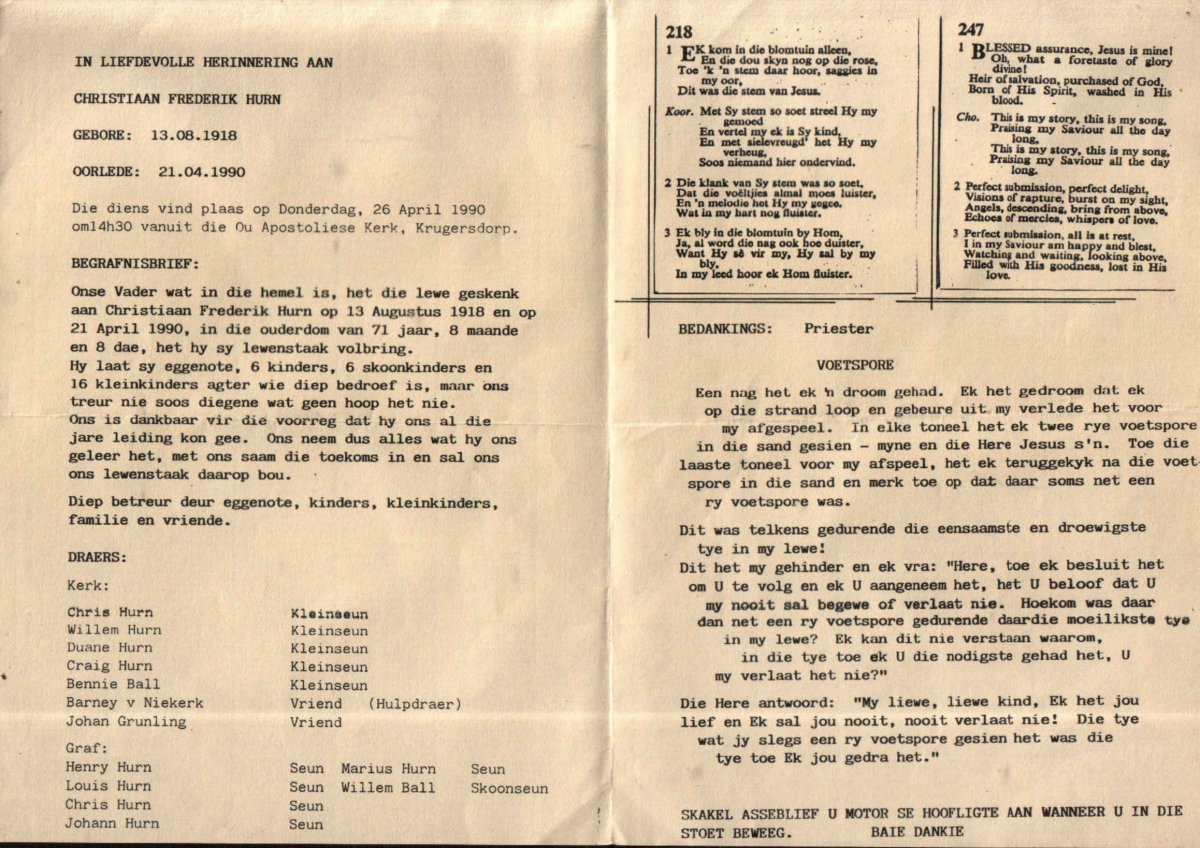 IN LIEFDEVOLLE HERINNERING AAN
CHRISTIAAN FREDERIK HURN
GEBORE: 13.08.1918
OORLEDE: 21.04.1990
Die diens vind plaas op Donderdag, 26 April 1990
om14h30 vanuit die Ou Apostoliese Kerk, Krugersdorp.
BEGRAFNISBRIEF:
Onse Vader wat in die hemel is, het die lewe geskenk
aan Christiaan Frederik Hurn op 13 Augustus 1918 en op
21 April 1990, in die ouderdom van 71 jaar, 8 maande
en 8 dae, het hy sy lewenstaak volbring.
Hy laat sy eggenote, 6 kinders, 6 skoonkinders en
16 kleinkinders agter wie diep bedroef is, maar ons
treur nie soos diegene wat geen hoop het nie.
Ons is dankbaar vir die voorreg dat hy ons al die
jare leiding kon gee. Ons neem dus alles wat hy ons
geleer het, met ons saam die toekoms in en sal ons
ons lewenstaak daarop bou.
Diep betreur deur eggenote, kinders, kleinkinders,
familie en vriende.
DRAERS:
Kerk:
Chris Hurn Kleinseun
Willem Hurn Kleinseun
Duane Hurn Kleinseun
Craig Hurn Kleinseun
Bennie Ball Kleinseun
Barney v Niekerk Vriend (Hulpdraer)
Johan Grunling Vriend
Graf:
Henry Hurn Seun Marius Hurn Seun
Louis Hurn Seun Willem Ball Skoonseun
Chris Hurn Seun
Johann Hurn Seun
218
1 EK kom in die blomtuin alleen,
En die dou skyn nog op die rose,
Toe 'k 'n stem daar hoor, saggies in
my oor,
Dit was die stem van Jesus.
Koor. Met Sy stem so soet streel Hy my
gemoed
En vertel my ek is Sy kind,
En met sielevreugd' het Hy my
verheug,
Soos niemand hier ondervind.
2 Die klank van Sy stem was so soet,
Dat die voëltjies almal moes luister,
En 'n melodie het Hy my gegee,
Wat in my hart nog fluister.
3 Ek bly in die blomtuin by Hom,
Ja, al word die nag ook hoe duister,
Want Hy sê vir my, Hy sal by my
bly,
In my leed hoor ek Hom fluister.
247
1 BLESSED assurance, Jesus is mine!
Oh, what a foretaste of glory
divine!
Heir of salvation, purchased of God,
Born of His Spirit, washed in His
blood.
Cho. This is my story, this is my song,
Praising my Saviour all the day
long,
This is my story, this is my song,
Praising my Saviour all the day
long.
2 Perfect submission, perfect delight,
Visions of rapture, burst on my sight,
Angels, descending, bring from above,
Echoes of mercies, whispers of love.
3 Perfect submission, all is at rest,
I in my Saviour am happy and blest,
Watching and waiting, looking above,
Filled with His goodness, lost in His
love.
BEDANKINGS: Priester
VOETSPORE
Een nag het ek 'n droom gehad. Ek het gedroom dat ek
op die strand loop en gebeure uit my verlede het voor
my afgespeel. In elke toneel het ek twee rye voetspore
in die sand gesien - myne en die Here Jesus s'n. Toe die
laaste toneel voor my afspeel, het ek teruggekyk na die voet-
spore in die sand en merk toe op dat daar soms net een
ry voetspore was.
Dit was telkens gedurende die eensaamste en droewigste
tye in my lewe!
Dit het my gehinder en ek vra: "Here, toe ek besluit het
om U te volg en ek U aangeneem het, het U beloof dat U
my nooit sal begewe of verlaat nie. Hoekom was daar
dan net een ry voetspore gedurende daardie moeilikste tye
in my lewe? Ek kan dit nie verstaan waarom,
in die tye toe ek U die nodigste gehad het, U
my verlaat het nie?"
Die Here antwoord: "My liewe, liewe kind, Ek het jou
lief en Ek sal jou nooit, nooit verlaat nie! Die tye
wat jy slegs een ry voetspore gesien het was die
tye toe Ek jou gedra het."
SKAKEL ASSEBLIEF U MOTOR SE HOOFLIGTE AAN WANNEER U IN DIE
STOET BEWEEG. BAIE DANKIE